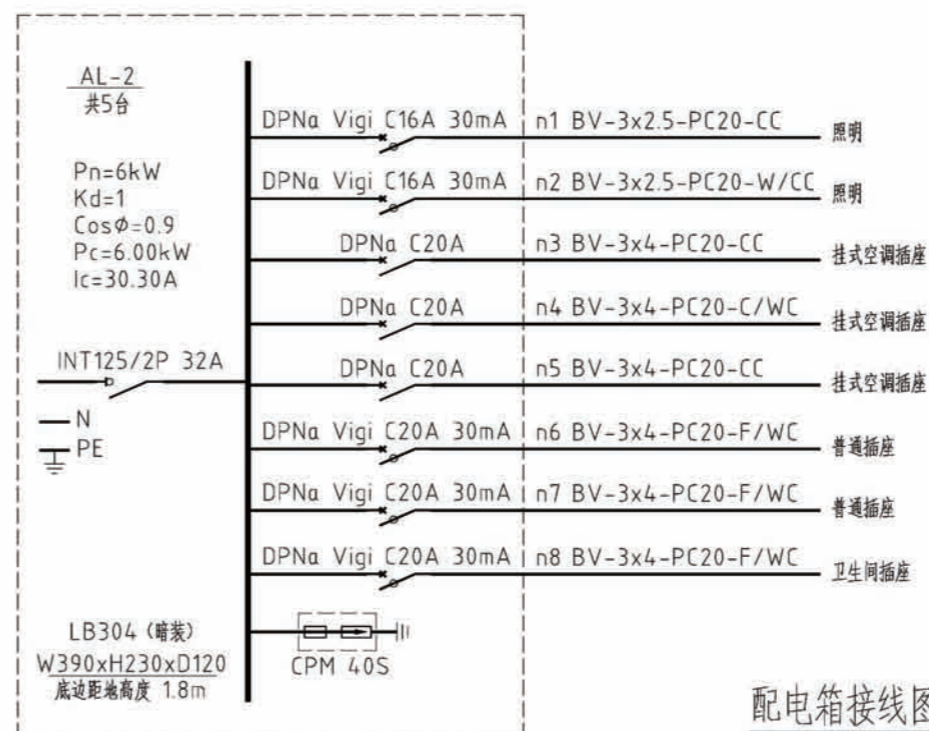 AL-2
共5台
Pn=6kW
Kd=1
CosΦ=0.9
Pc=6.00kW
Ic=30.30A
INT125/2P 32A
N
PE
DPNa Vigi C16A 30mA n1 BV-3x2.5-PC20-CC 照明
DPNa Vigi C16A 30mA n2 BV-3x2.5-PC20-W/CC 照明
DPNa C20A n3 BV-3x4-PC20-CC 挂式空调插座
DPNa C20A n4 BV-3x4-PC20-C/WC 挂式空调插座
DPNa C20A n5 BV-3x4-PC20-CC 挂式空调插座
DPNa Vigi C20A 30mA n6 BV-3x4-PC20-F/WC 普通插座
DPNa Vigi C20A 30mA n7 BV-3x4-PC20-F/WC 普通插座
DPNa Vigi C20A 30mA n8 BV-3x4-PC20-F/WC 卫生间插座
CPM 40S
LB304 (暗装)
W390xH230xD120
底边距地高度 1.8m
配电箱接线图